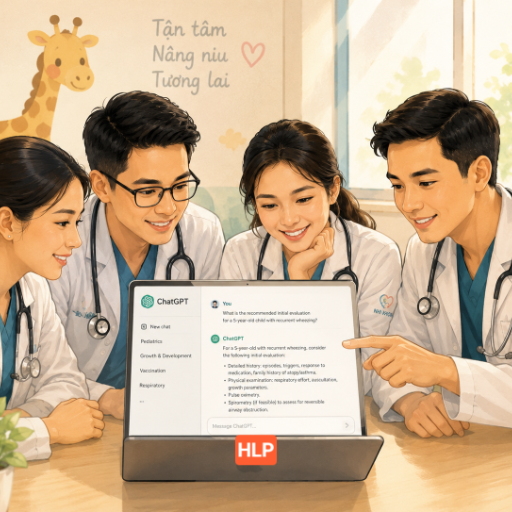 Tận tâm
Nâng niu
Tương lai
ChatGPT
New chat
Pediatrics
Growth & Development
Vaccination
Respiratory
You
What is the recommended initial evaluation
for a 5-year-old child with recurrent wheezing?
ChatGPT
For a 5-year-old with recurrent wheezing, consider
the following initial evaluation:
• Detailed history: episodes, triggers, response to
medication, family history of
• Physical examination: respiratory effort, auscultation,
growth parameters.
• Pulse oximetry.
• Spirometry (if feasible) to assess for reversible
airway obstruction.
Message ChatGPT...
HLP